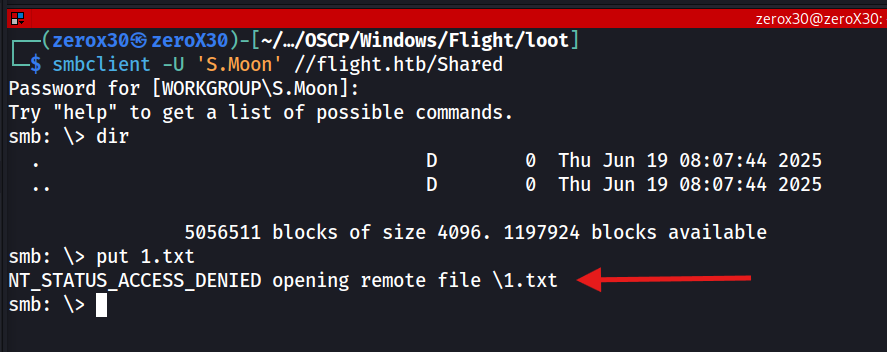 zerox30@zeroX30:
┌──(zerox30㉿zeroX30)-[~/…/OSCP/Windows/Flight/loot]
└─$ smbclient -U 'S.Moon' //flight.htb/Shared
Password for [WORKGROUP\S.Moon]:
Try "help" to get a list of possible commands.
smb: \> dir
  .                                   D        0  Thu Jun 19 08:07:44 2025
  ..                                  D        0  Thu Jun 19 08:07:44 2025
                5056511 blocks of size 4096. 1197924 blocks available
smb: \> put 1.txt
NT_STATUS_ACCESS_DENIED opening remote file \1.txt
smb: \>